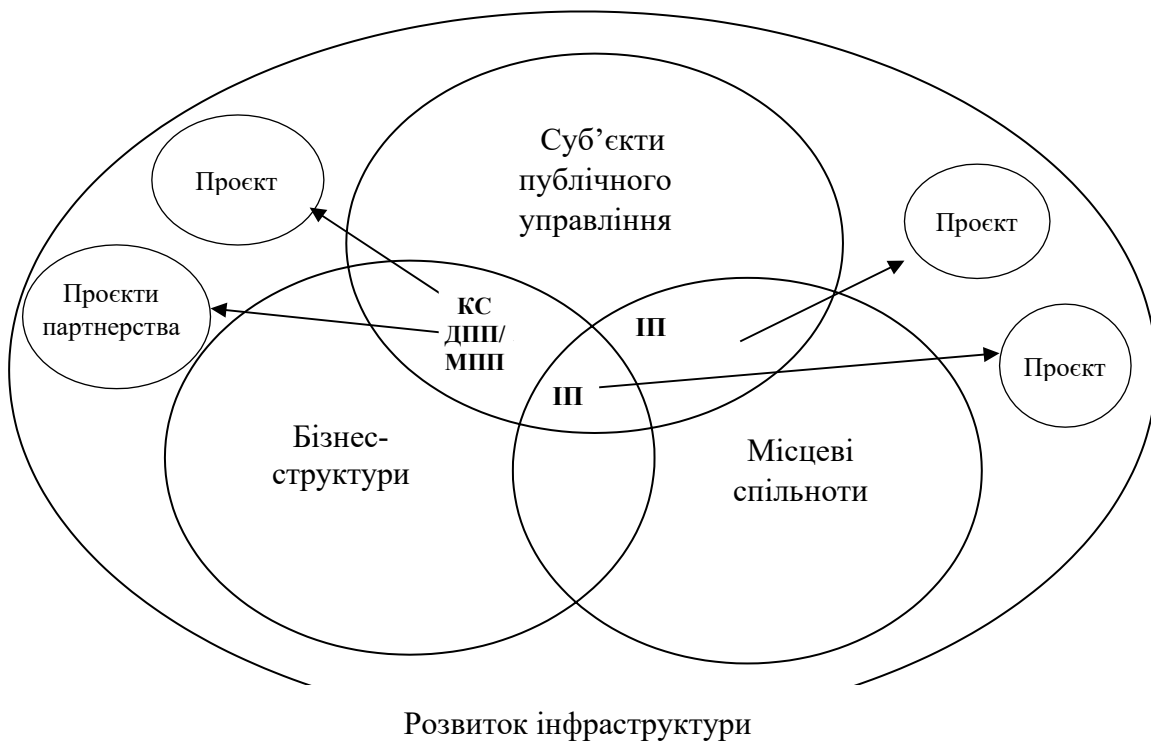 Суб’єкти
публічного
управління
Проєкт
Проєкт
Проєкти
партнерства
КС
ДПП/
МПП
ІП
ІП
Проєкт
Бізнес-
структури
Місцеві
спільноти
Розвиток інфраструктури